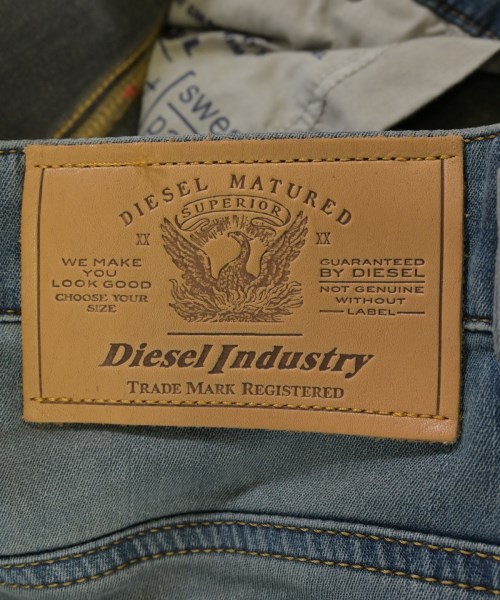 [swea
DIESEL MATURED
SUPERIOR
XX XX
WE MAKE
YOU
LOOK GOOD
CHOOSE YOUR
SIZE
GUARANTEED
BY DIESEL
NOT GENUINE
WITHOUT
LABEL
Diesel Industry
TRADE MARK REGISTERED